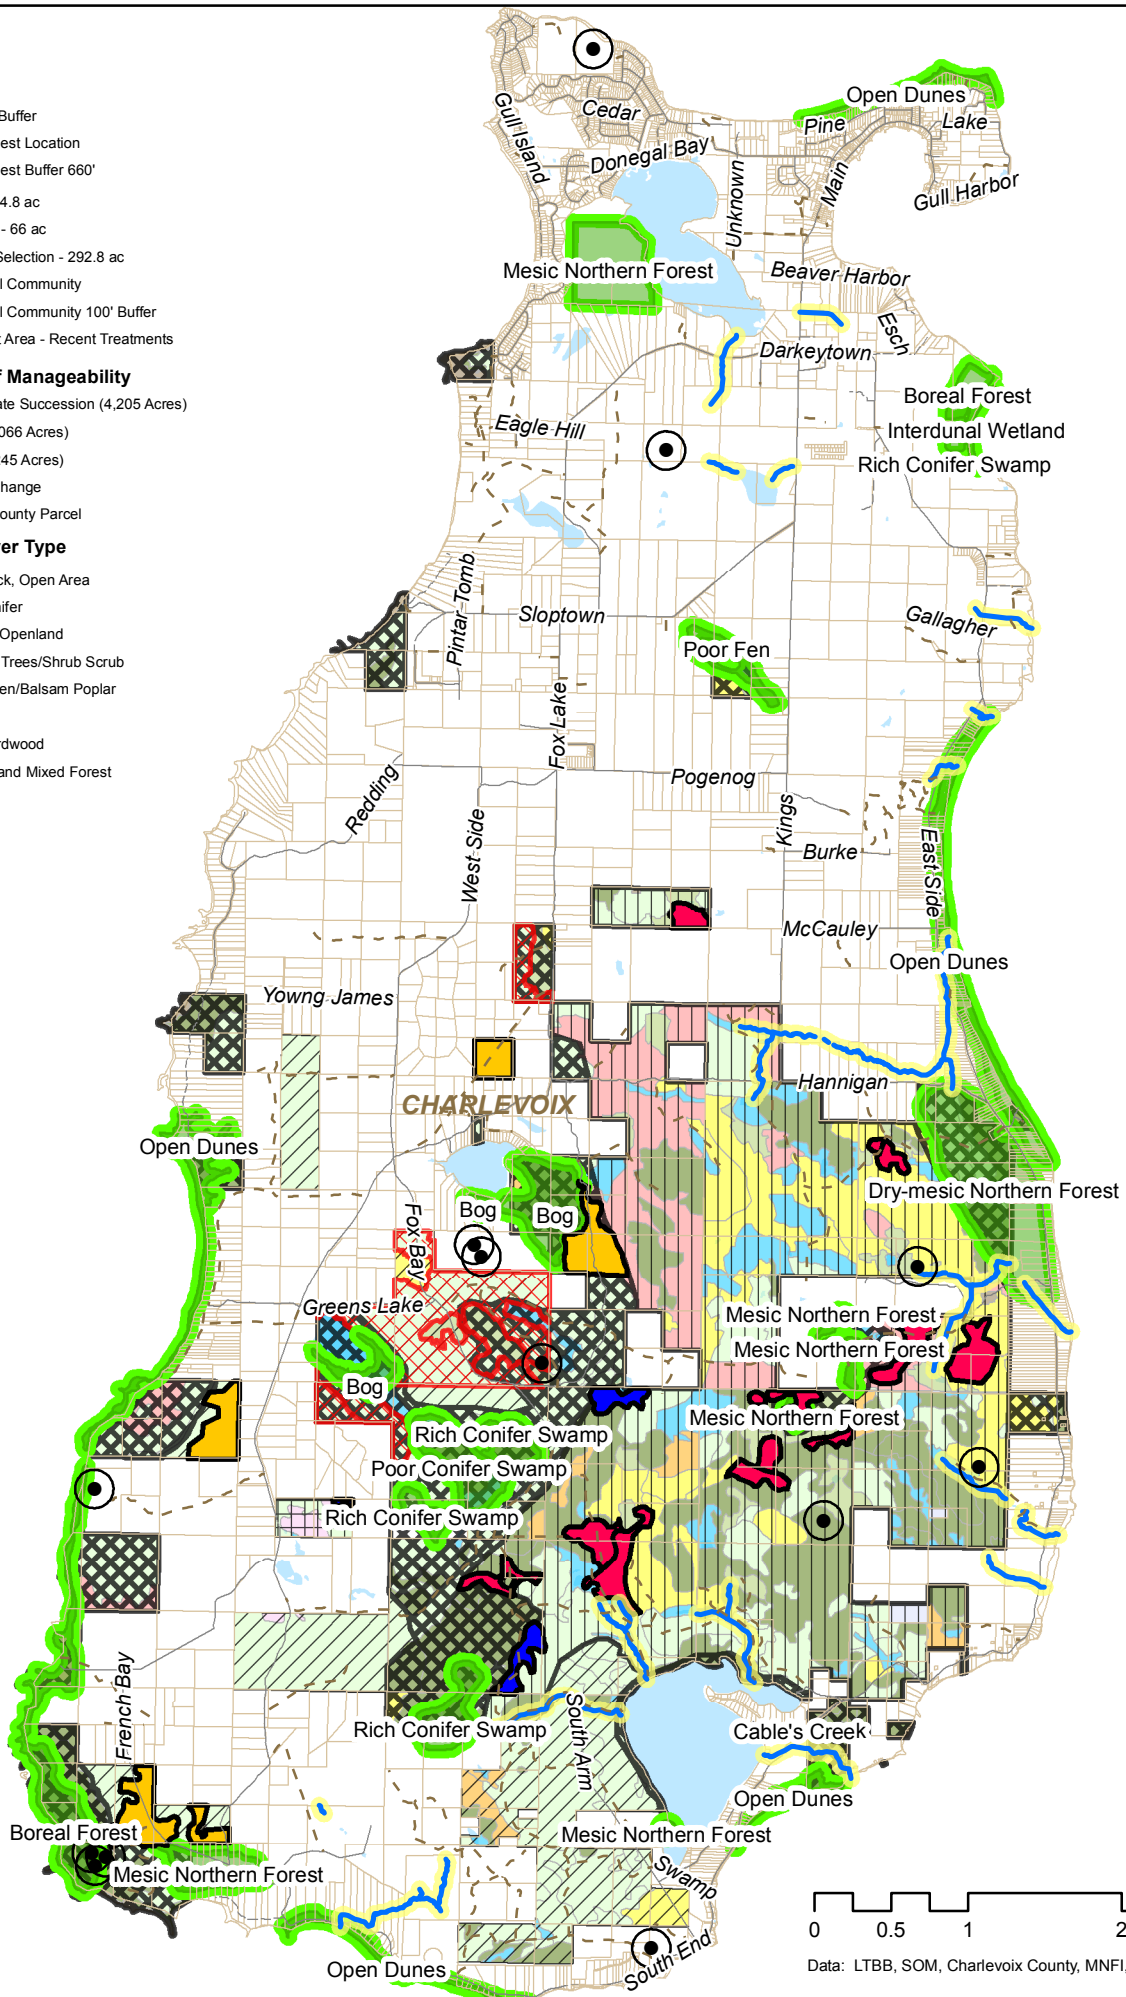 Buffer
est Location
est Buffer 660'
4.8 ac
- 66 ac
Selection - 292.8 ac
l Community
l Community 100' Buffer
t Area - Recent Treatments
f Manageability
ate Succession (4,205 Acres)
066 Acres)
245 Acres)
hange
ounty Parcel
ver Type
ck, Open Area
nifer
Openland
Trees/Shrub Scrub
en/Balsam Poplar
rdwood
and Mixed Forest
Gull Island
Cedar
Donegal Bay
Unknown
Open Dunes
Pine
Lake
Main
Gull Harbor
Mesic Northern Forest
Beaver Harbor
Esch
Darkeytown
Boreal Forest
Eagle Hill
Interdunal Wetland
Rich Conifer Swamp
Pintar Tomb
Sloptown
Gallagher
Poor Fen
Fox Lake
Redding
Pogenog
West Side
Kings
Burke
East Side
McCauley
Open Dunes
Yowng James
Hannigan
CHARLEVOIX
Open Dunes
Dry-mesic Northern Forest
Bog
Bog
Fox Bay
Greens Lake
Mesic Northern Forest
Mesic Northern Forest
Bog
Mesic Northern Forest
Rich Conifer Swamp
Poor Conifer Swamp
Rich Conifer Swamp
French Bay
South Arm
Rich Conifer Swamp
Cable's Creek
Open Dunes
Boreal Forest
Mesic Northern Forest
Mesic Northern Forest
Swamp
South End
Open Dunes
0 0.5 1 2
Data: LTBB, SOM, Charlevoix County, MNFI,